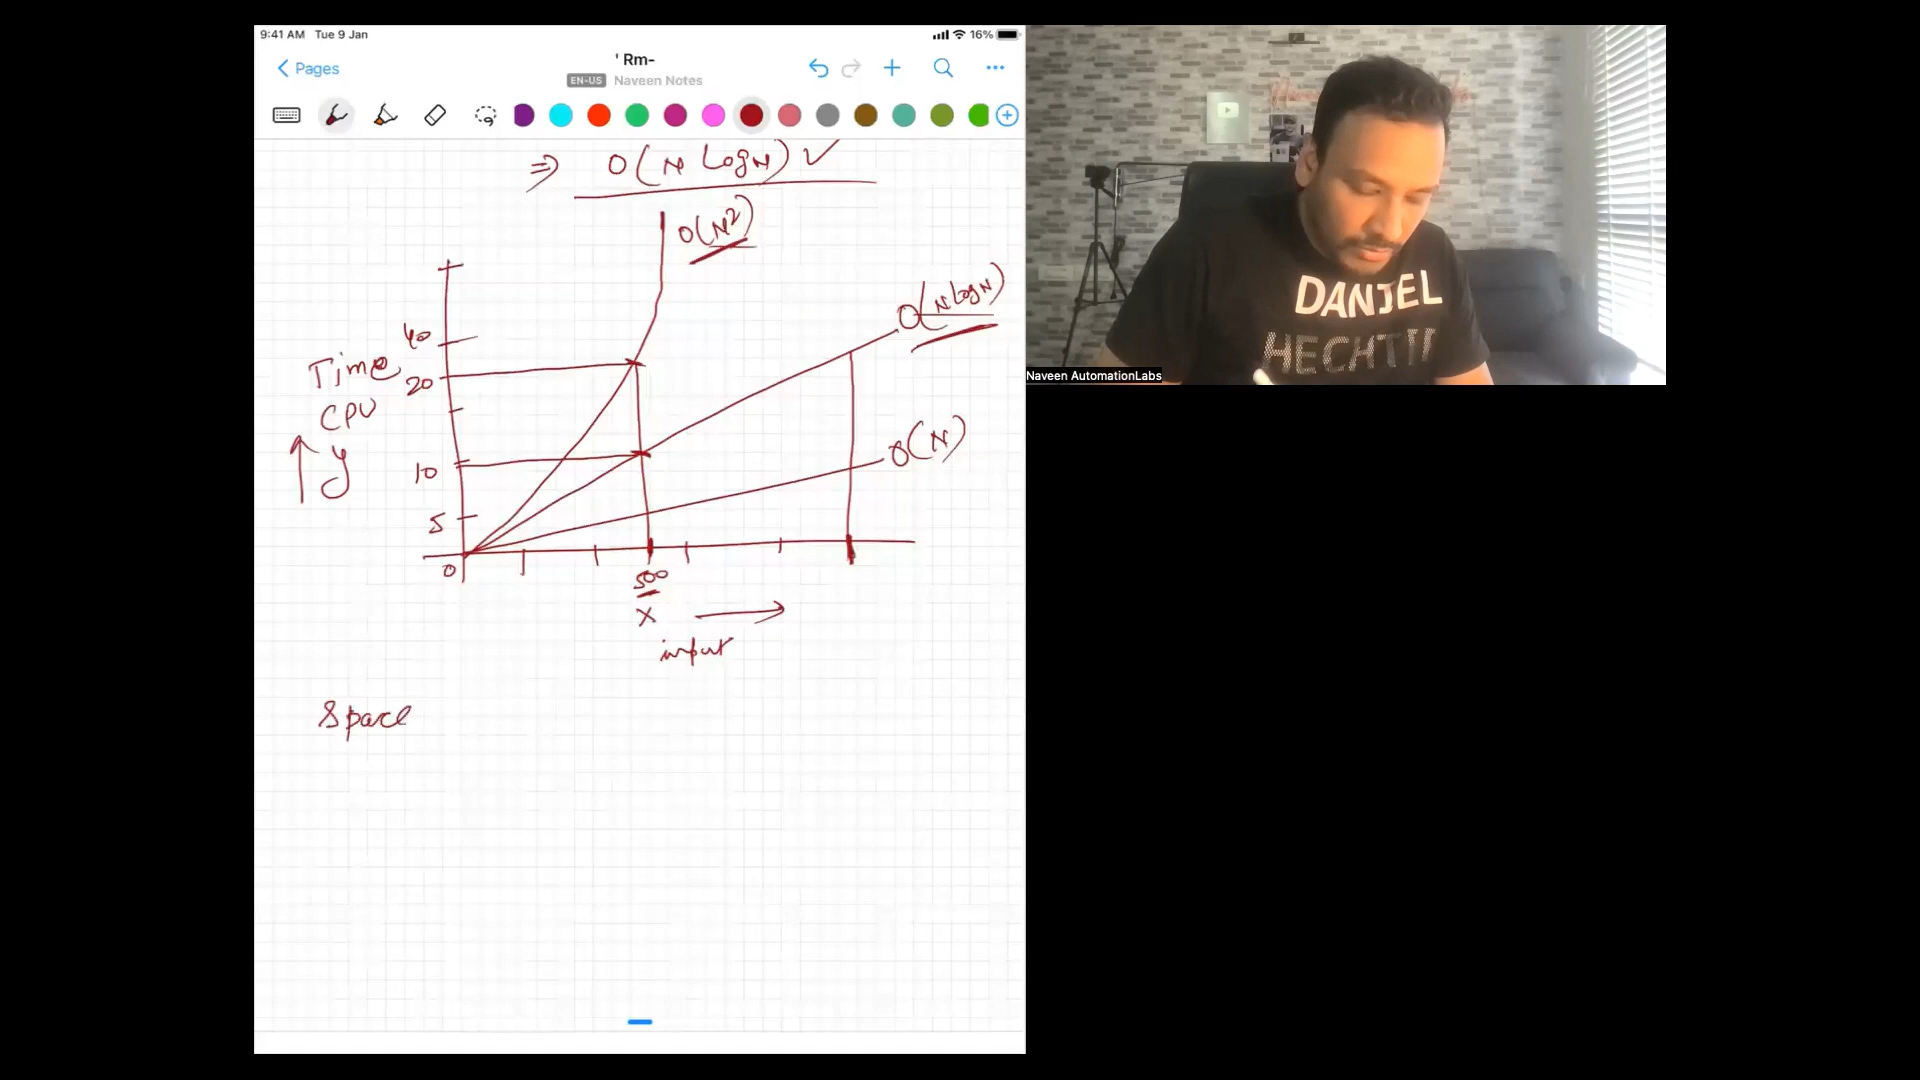 9:41 AM Tue 9 Jan
16%
Pages
' Rm-
EN-US Naveen Notes
⇒ O(N LogN) ✓
O(N²)
O(N LogN)
40
Time
20
CPU
O(N)
y
10
5
0
500
X
input
Space
DANIEL
HECHTER
Naveen AutomationLabs